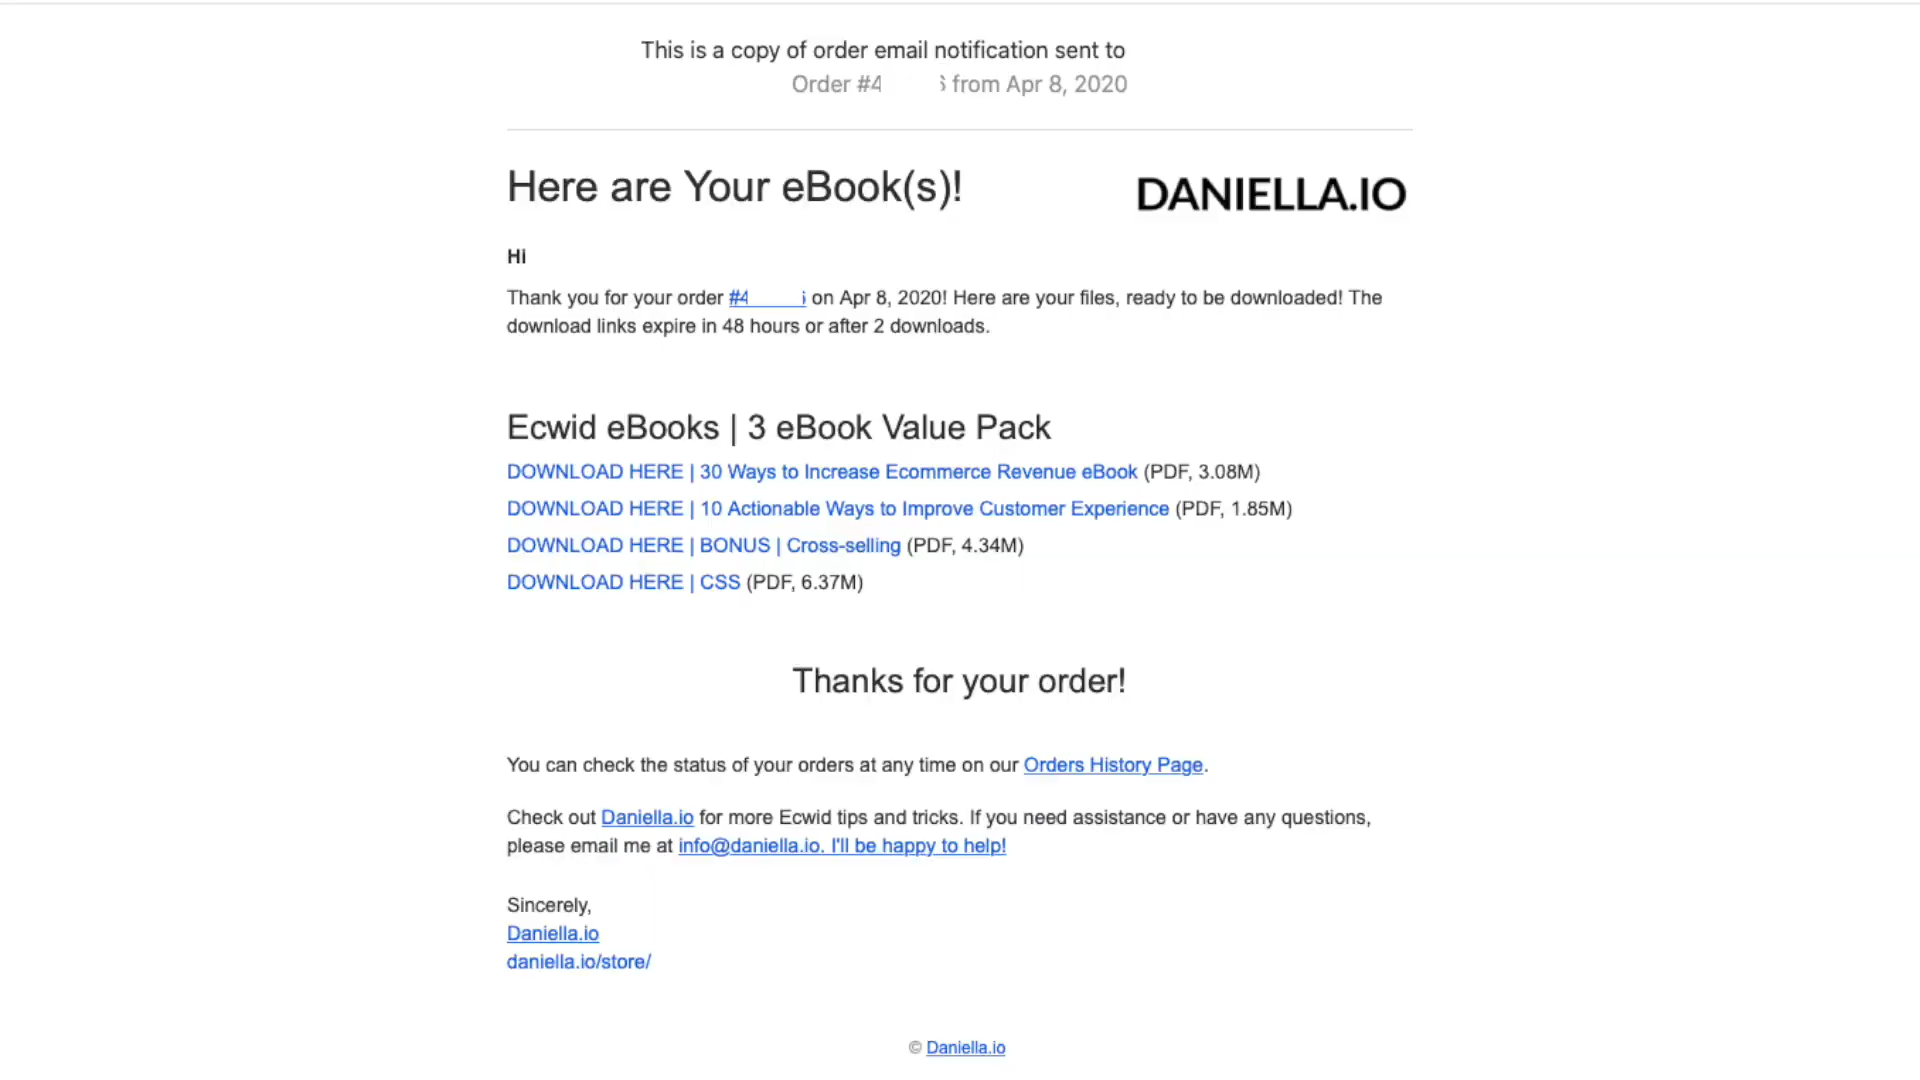 This is a copy of order email notification sent to
Order #4 from Apr 8, 2020
Here are Your eBook(s)!
DANIELLA.IO
Hi
Thank you for your order #4 on Apr 8, 2020! Here are your files, ready to be downloaded! The
download links expire in 48 hours or after 2 downloads.
Ecwid eBooks | 3 eBook Value Pack
DOWNLOAD HERE | 30 Ways to Increase Ecommerce Revenue eBook (PDF, 3.08M)
DOWNLOAD HERE | 10 Actionable Ways to Improve Customer Experience (PDF, 1.85M)
DOWNLOAD HERE | BONUS | Cross-selling (PDF, 4.34M)
DOWNLOAD HERE | CSS (PDF, 6.37M)
Thanks for your order!
You can check the status of your orders at any time on our Orders History Page.
Check out Daniella.io for more Ecwid tips and tricks. If you need assistance or have any questions,
please email me at info@daniella.io. I'll be happy to help!
Sincerely,
Daniella.io
daniella.io/store/
© Daniella.io